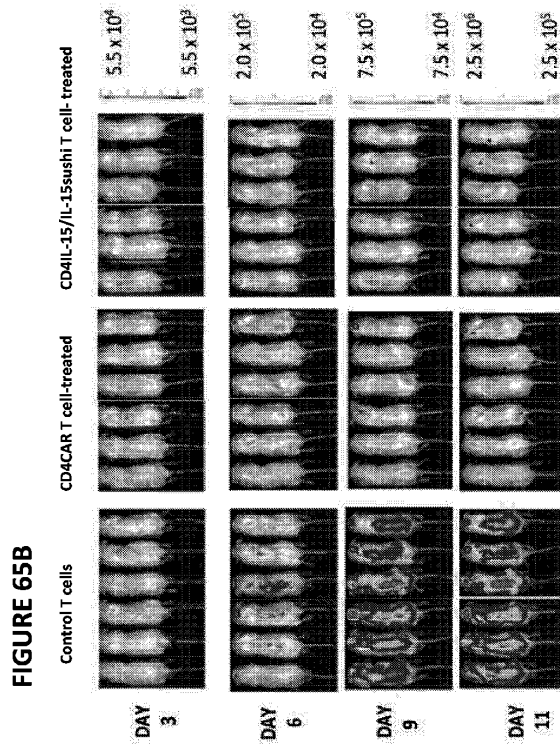 FIGURE 65B
Control T cells
CD4CAR T cell-treated
CD4IL-15/IL-15sushi T cell- treated
DAY
3
5.5 x 10⁴
5.5 x 10³
DAY
6
2.0 x 10⁵
2.0 x 10⁴
DAY
9
7.5 x 10⁵
7.5 x 10⁴
DAY
11
2.5 x 10⁶
2.5 x 10⁵